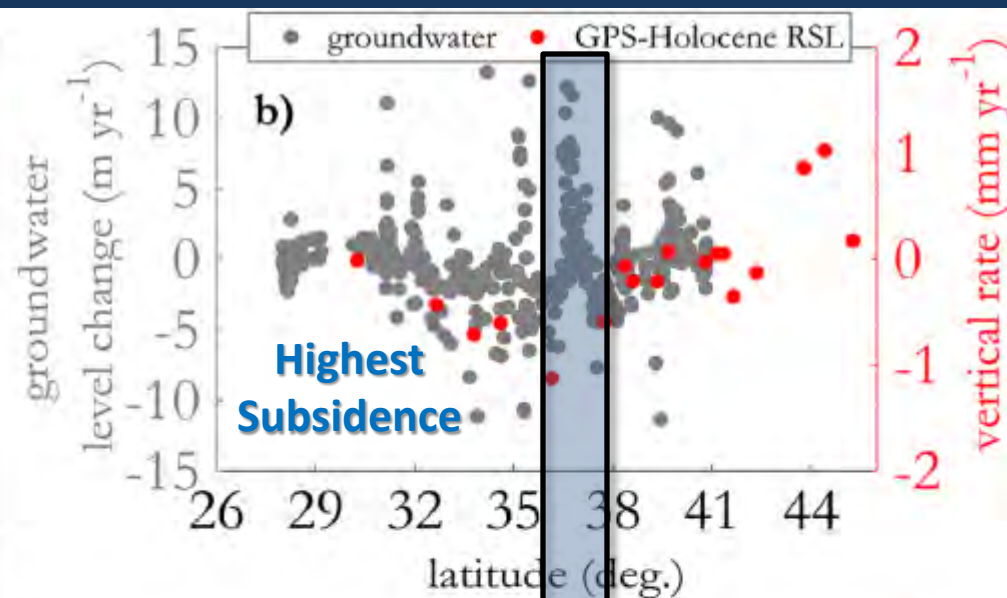 groundwater GPS-Holocene RSL
b)
groundwater
level change (m yr⁻¹)
15
10
5
0
-5
-10
-15
2
1
0
-1
-2
vertical rate (mm yr⁻¹)
Highest
Subsidence
26 29 32 35 38 41 44
latitude (deg.)